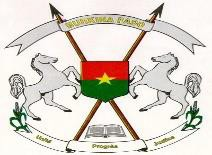 BURKINA FASO
Unité Progrès Justice